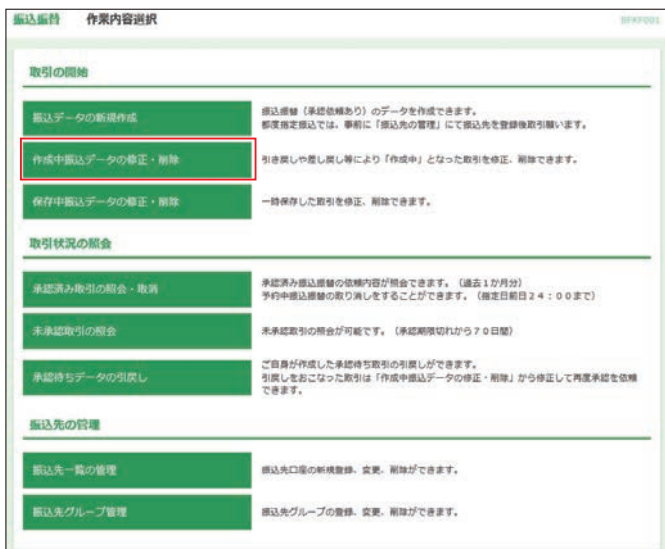 振込振替 作業内容選択 BFKF001
取引の開始
振込データの新規作成
振込振替（承認依頼あり）のデータを作成できます。
都度指定振込では、事前に「振込先の管理」にて振込先を登録後取引願います。
作成中振込データの修正・削除
引き戻しや差し戻し等により「作成中」となった取引を修正、削除できます。
保存中振込データの修正・削除
一時保存した取引を修正、削除できます。
取引状況の照会
承認済み取引の照会・取消
承認済み振込振替の依頼内容が照会できます。（過去１か月分）
予約中振込振替の取り消しをすることができます。（指定日前日２４：００まで）
未承認取引の照会
未承認取引の照会が可能です。（承認期限切れから７０日間）
承認待ちデータの引戻し
ご自身が作成した承認待ち取引の引戻しができます。
引戻しをおこなった取引は「作成中振込データの修正・削除」から修正して再度承認を依頼
できます。
振込先の管理
振込先一覧の管理
振込先口座の新規登録、変更、削除ができます。
振込先グループ管理
振込先グループの登録、変更、削除ができます。